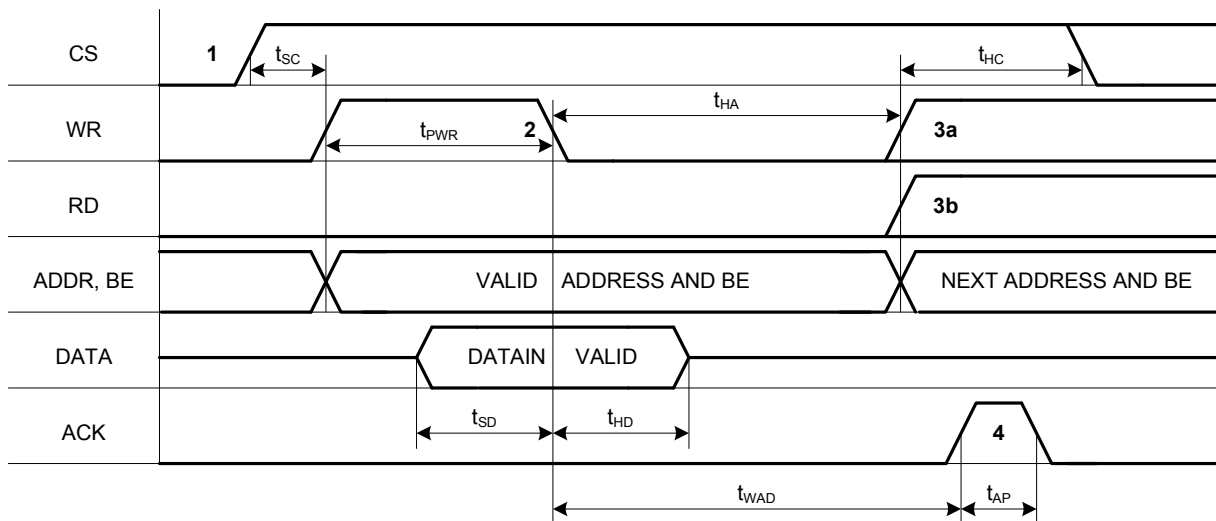 CS 1 tSC tHC
WR tPWR 2 tHA 3a
RD 3b
ADDR, BE VALID ADDRESS AND BE NEXT ADDRESS AND BE
DATA DATAIN VALID
tSD tHD
ACK 4
tWAD tAP